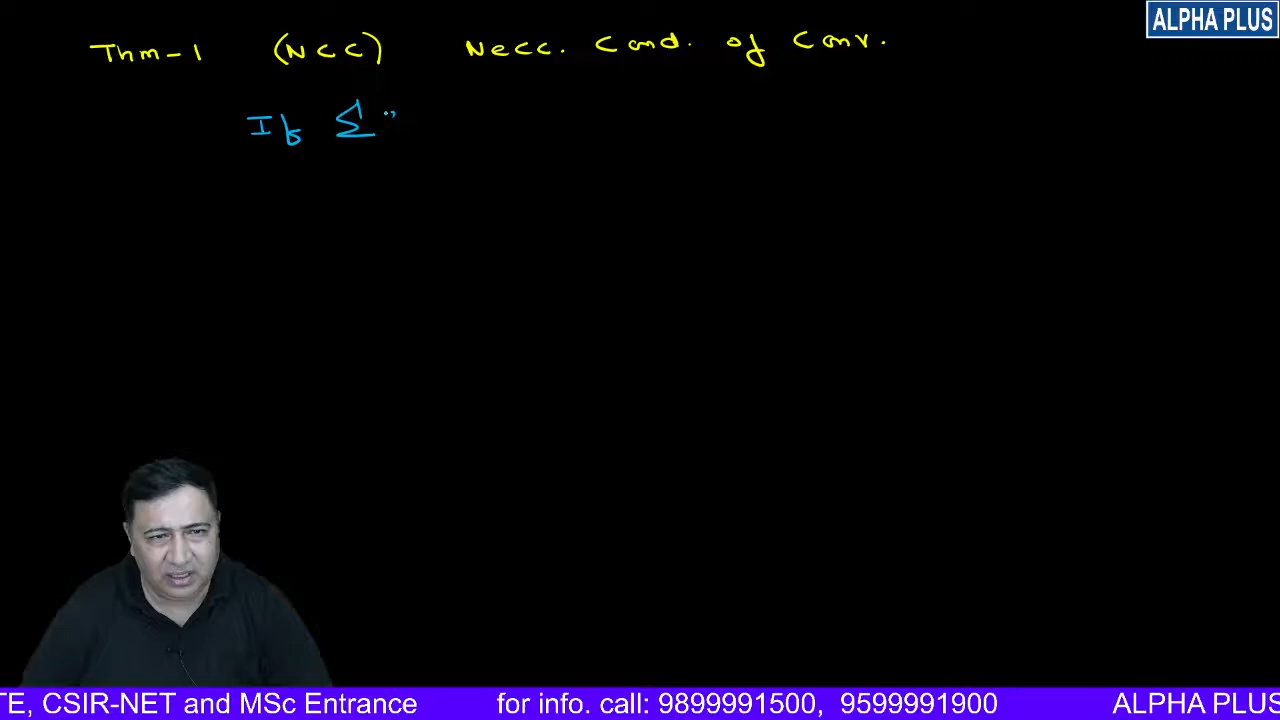 ALPHA PLUS
Thm-1 (NCC) Necc. Cond. of Conv.
If Σ
TE, CSIR-NET and MSc Entrance for info. call: 9899991500, 9599991900 ALPHA PLUS